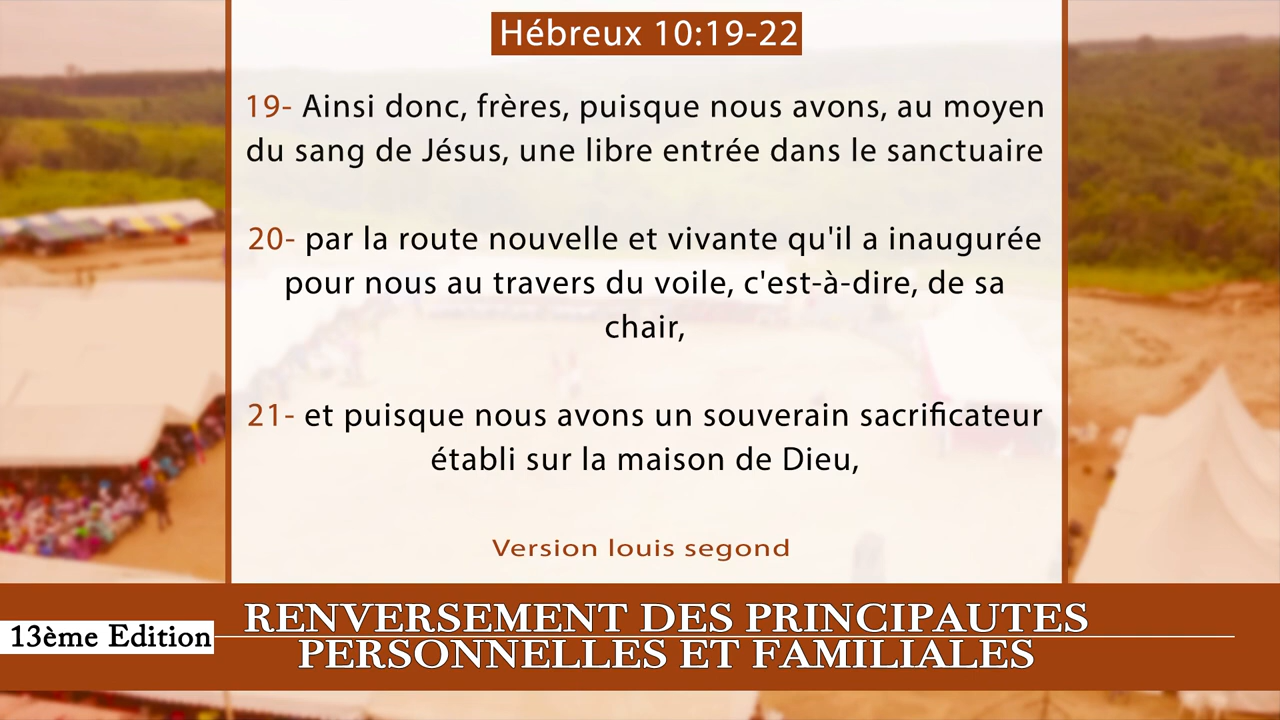 Hébreux 10:19-22
19- Ainsi donc, frères, puisque nous avons, au moyen
du sang de Jésus, une libre entrée dans le sanctuaire
20- par la route nouvelle et vivante qu'il a inaugurée
pour nous au travers du voile, c'est-à-dire, de sa
chair,
21- et puisque nous avons un souverain sacrificateur
établi sur la maison de Dieu,
Version louis segond
13ème Edition
RENVERSEMENT DES PRINCIPAUTES
PERSONNELLES ET FAMILIALES